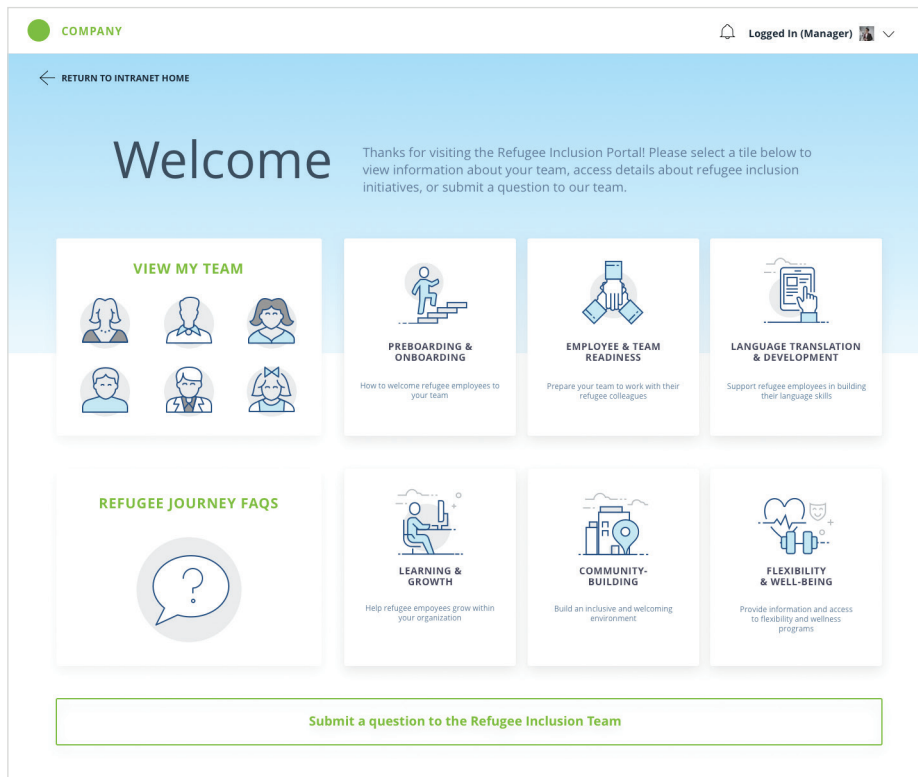 COMPANY
Logged In (Manager)
RETURN TO INTRANET HOME
Welcome
Thanks for visiting the Refugee Inclusion Portal! Please select a tile below to
view information about your team, access details about refugee inclusion
initiatives, or submit a question to our team.
VIEW MY TEAM
PREBOARDING &
ONBOARDING
How to welcome refugee employees to
your team
EMPLOYEE & TEAM
READINESS
Prepare your team to work with their
refugee colleagues
LANGUAGE TRANSLATION
& DEVELOPMENT
Support refugee employees in building
their language skills
REFUGEE JOURNEY FAQS
?
LEARNING &
GROWTH
Help refugee empoyees grow within
your organization
COMMUNITY-
BUILDING
Build an inclusive and welcoming
environment
FLEXIBILITY
& WELL-BEING
Provide information and access
to flexibility and wellness
programs
Submit a question to the Refugee Inclusion Team